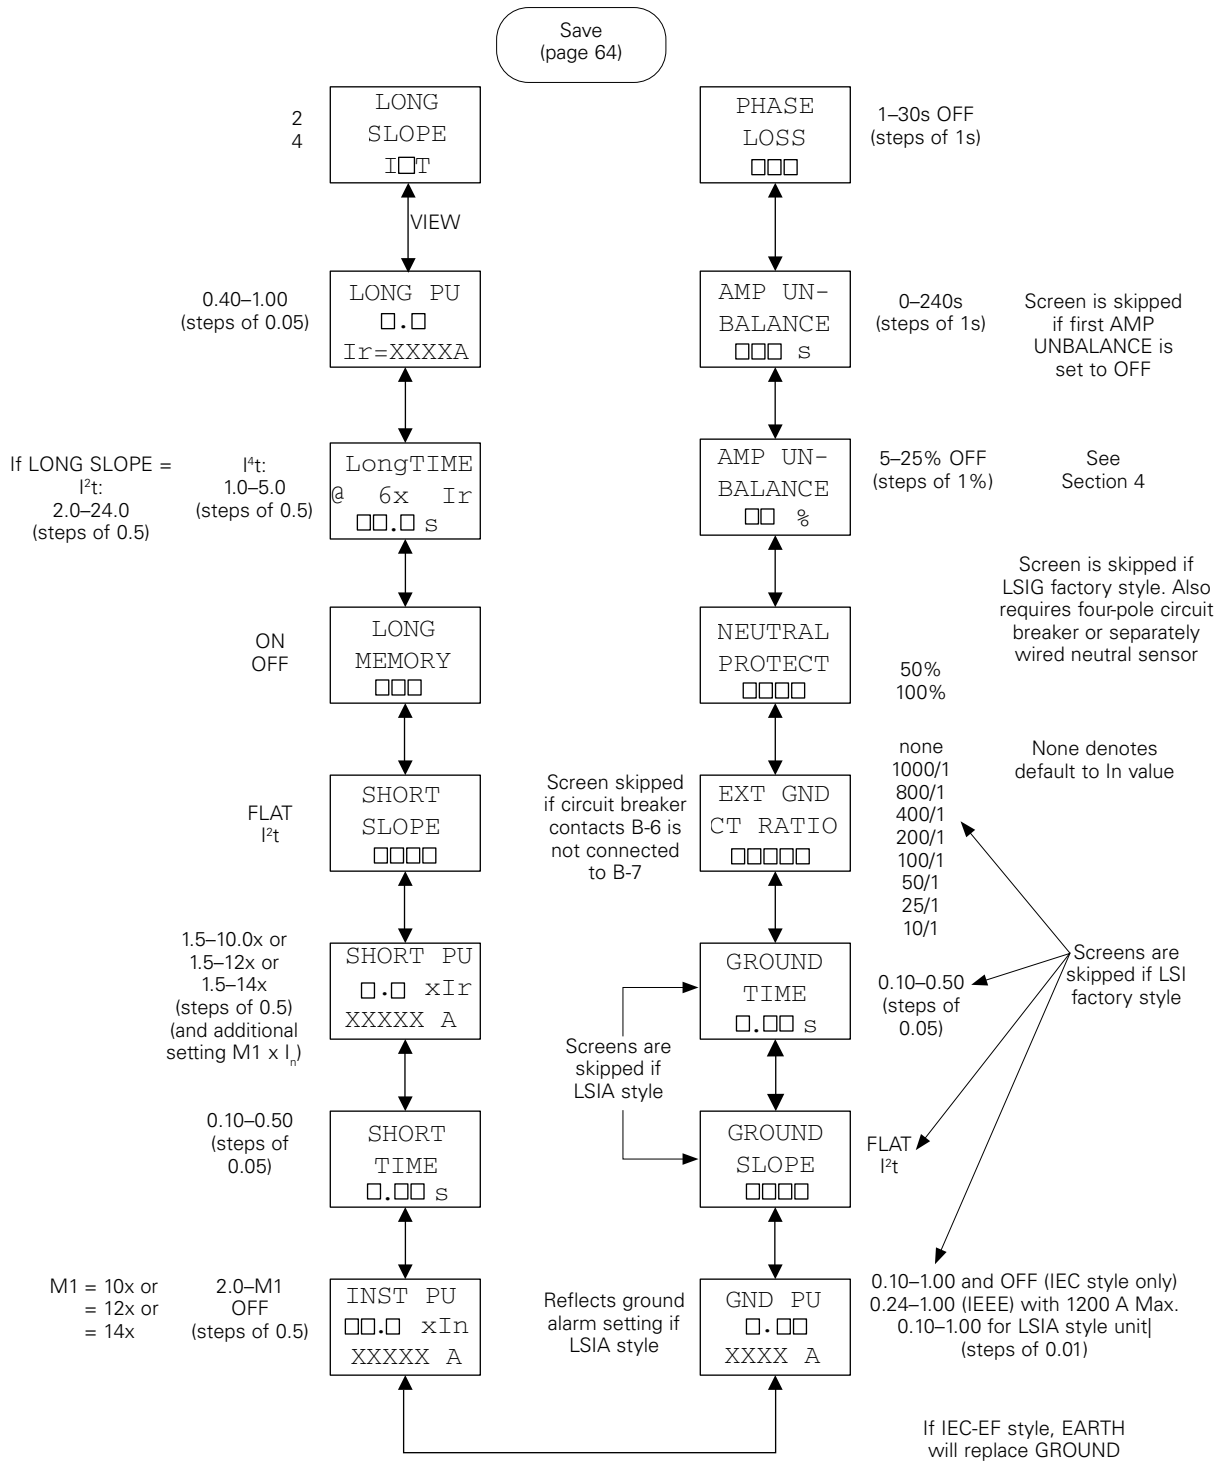 Save
(page 64)
2
4
LONG
SLOPE
I□T
VIEW
0.40–1.00
(steps of 0.05)
LONG PU
□.□
Ir=XXXXA
If LONG SLOPE =
I²t:
2.0–24.0
(steps of 0.5)
I⁴t:
1.0–5.0
(steps of 0.5)
LongTIME
@ 6x Ir
□□.□ s
ON
OFF
LONG
MEMORY
□□□
FLAT
I²t
SHORT
SLOPE
□□□□
1.5–10.0x or
1.5–12x or
1.5–14x
(steps of 0.5)
(and additional
setting M1 x Iₙ)
SHORT PU
□.□ xIr
XXXXX A
0.10–0.50
(steps of
0.05)
SHORT
TIME
□.□□ s
M1 = 10x or
= 12x or
= 14x
2.0–M1
OFF
(steps of 0.5)
INST PU
□□.□ xIn
XXXXX A
PHASE
LOSS
□□□
1–30s OFF
(steps of 1s)
AMP UN-
BALANCE
□□□ s
0–240s
(steps of 1s)
Screen is skipped
if first AMP
UNBALANCE is
set to OFF
AMP UN-
BALANCE
□□ %
5–25% OFF
(steps of 1%)
See
Section 4
NEUTRAL
PROTECT
□□□□
50%
100%
Screen is skipped if
LSIG factory style. Also
requires four-pole circuit
breaker or separately
wired neutral sensor
Screen skipped
if circuit breaker
contacts B-6 is
not connected
to B-7
EXT GND
CT RATIO
□□□□□
none
1000/1
800/1
400/1
200/1
100/1
50/1
25/1
10/1
None denotes
default to In value
Screens are
skipped if LSI
factory style
GROUND
TIME
□.□□ s
0.10–0.50
(steps of
0.05)
Screens are
skipped if
LSIA style
GROUND
SLOPE
□□□□
FLAT
I²t
Reflects ground
alarm setting if
LSIA style
GND PU
□.□□
XXXX A
0.10–1.00 and OFF (IEC style only)
0.24–1.00 (IEEE) with 1200 A Max.
0.10–1.00 for LSIA style unit|
(steps of 0.01)
If IEC-EF style, EARTH
will replace GROUND